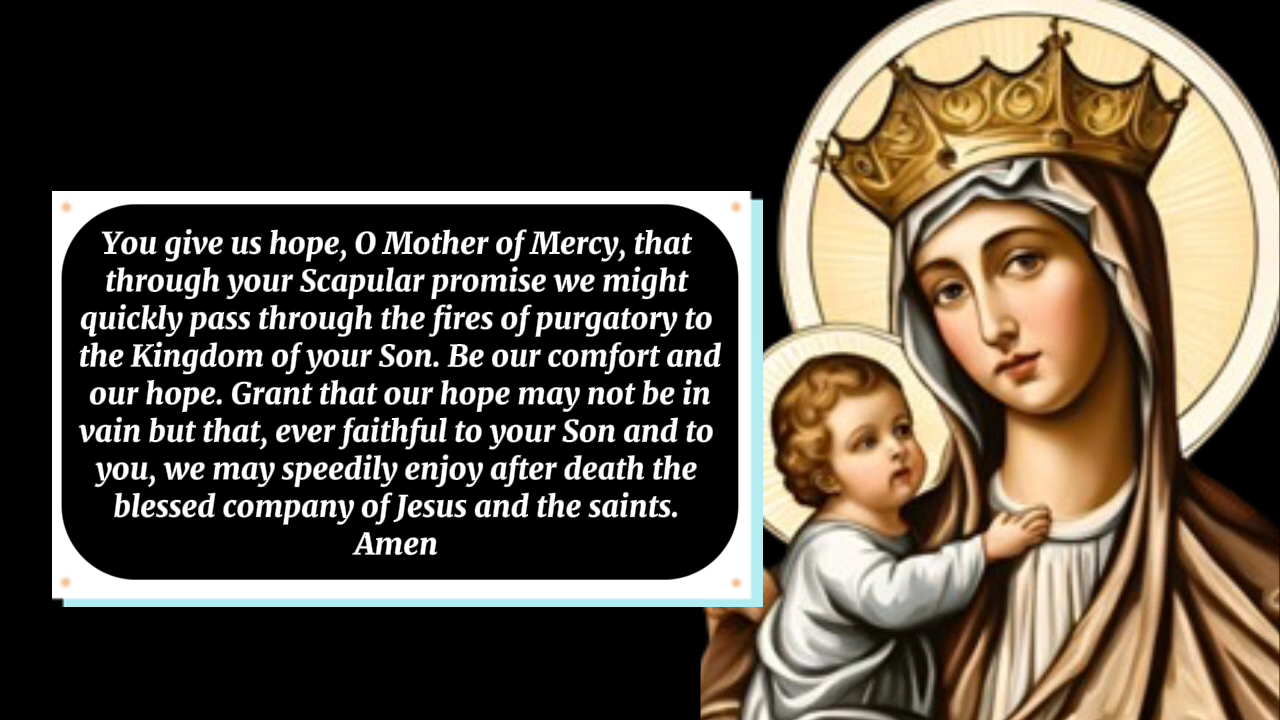 You give us hope, O Mother of Mercy, that
through your Scapular promise we might
quickly pass through the fires of purgatory to
the Kingdom of your Son. Be our comfort and
our hope. Grant that our hope may not be in
vain but that, ever faithful to your Son and to
you, we may speedily enjoy after death the
blessed company of Jesus and the saints.
Amen